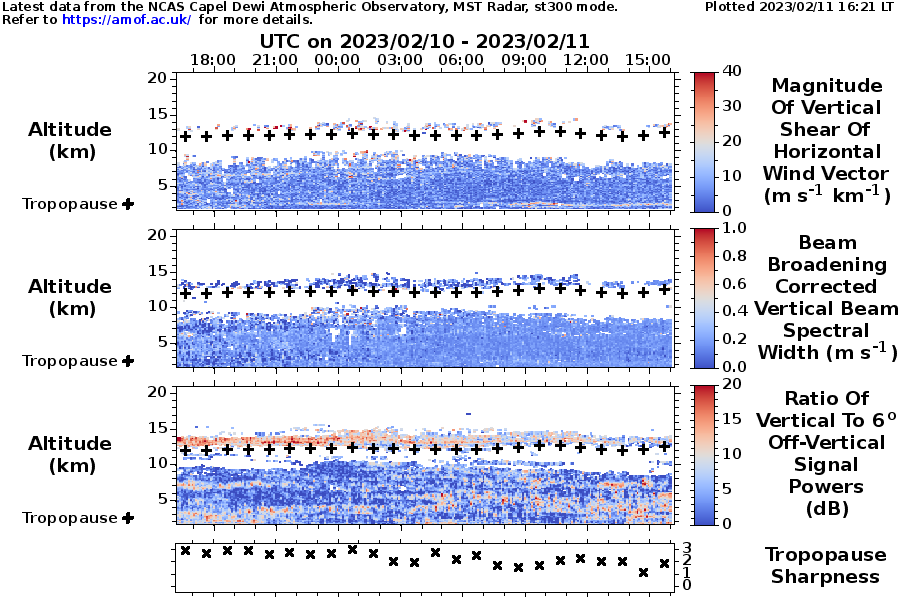 Latest data from the NCAS Capel Dewi Atmospheric Observatory, MST Radar, st300 mode.
Plotted 2023/02/11 16:21 LT
Refer to https://amof.ac.uk/ for more details.
UTC on 2023/02/10 - 2023/02/11
18:00 21:00 00:00 03:00 06:00 09:00 12:00 15:00
20
15
10
5
Altitude
(km)
Tropopause
40
30
20
10
0
Magnitude
Of Vertical
Shear Of
Horizontal
Wind Vector
(m s-1 km-1)
20
15
10
5
Altitude
(km)
Tropopause
1.0
0.8
0.6
0.4
0.2
0.0
Beam
Broadening
Corrected
Vertical Beam
Spectral
Width (m s-1)
20
15
10
5
Altitude
(km)
Tropopause
20
15
10
5
0
Ratio Of
Vertical To 6o
Off-Vertical
Signal
Powers
(dB)
3
2
1
0
Tropopause
Sharpness